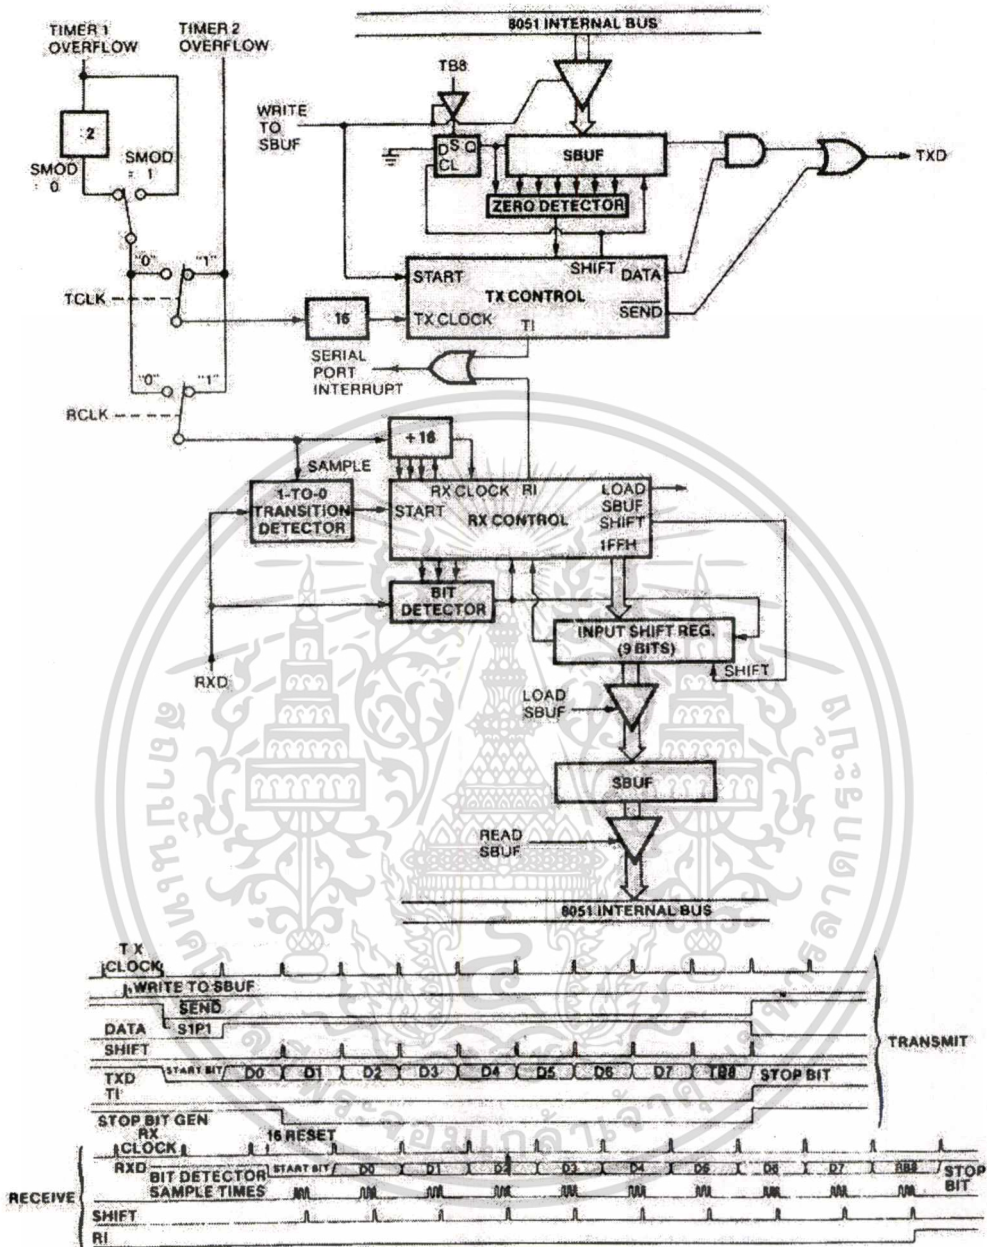 TIMER 1
OVERFLOW
TIMER 2
OVERFLOW
8051 INTERNAL BUS
TB8
WRITE
TO
SBUF
2
SMOD
= 1
SMOD
= 0
D S Q
CL
SBUF
TXD
ZERO DETECTOR
"0"
"1"
START
SHIFT
DATA
TX CONTROL
SEND
TX CLOCK
TI
TCLK
16
SERIAL
PORT
INTERRUPT
"0"
"1"
RCLK
+16
SAMPLE
1-TO-0
TRANSITION
DETECTOR
RX CLOCK
RI
START
RX CONTROL
LOAD
SBUF
SHIFT
1FFH
BIT
DETECTOR
INPUT SHIFT REG.
(9 BITS)
SHIFT
RXD
LOAD
SBUF
SBUF
READ
SBUF
8051 INTERNAL BUS
TX
CLOCK
WRITE TO SBUF
SEND
DATA
S1P1
SHIFT
TXD
START BIT
D0
D1
D2
D3
D4
D5
D6
D7
TB8
STOP BIT
TI
STOP BIT GEN
TRANSMIT
RX
CLOCK
16 RESET
RXD
START BIT
D0
D1
D2
D3
D4
D5
D6
D7
RB8
STOP
BIT
BIT DETECTOR
SAMPLE TIMES
SHIFT
RI
RECEIVE